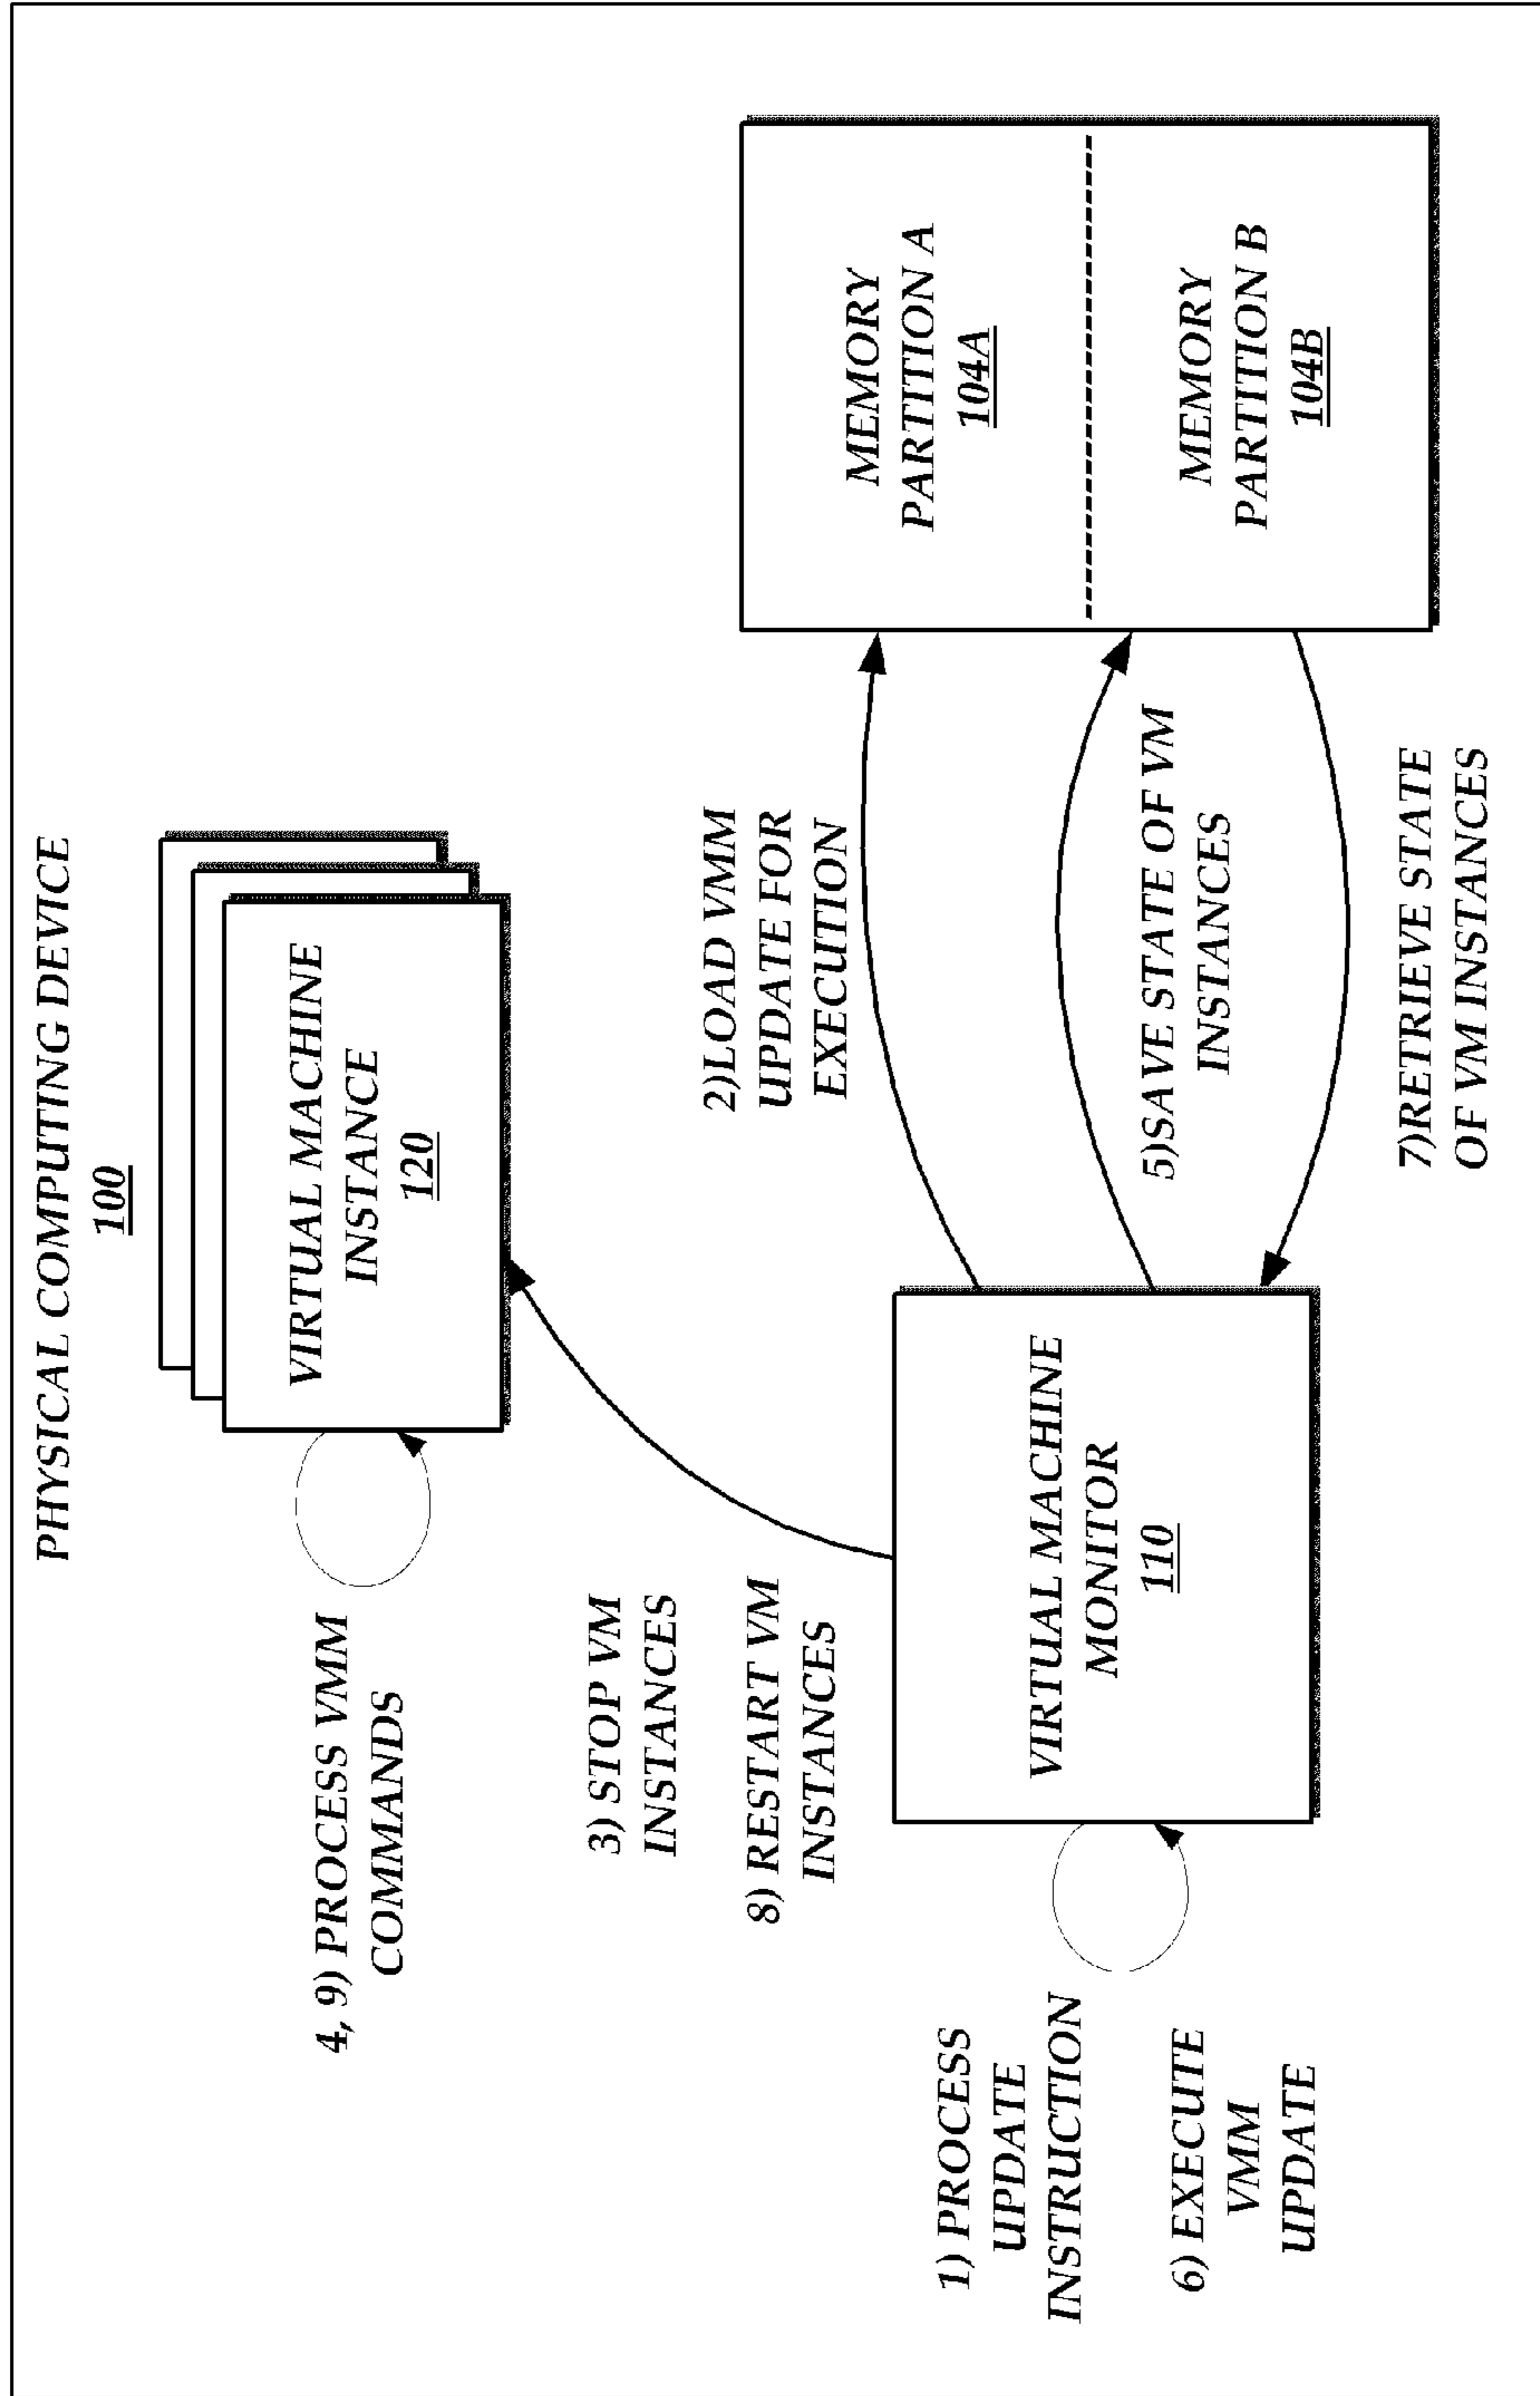 PHYSICAL COMPUTING DEVICE
100
4, 9) PROCESS VMM
COMMANDS
VIRTUAL MACHINE
INSTANCE
120
3) STOP VM
INSTANCES
8) RESTART VM
INSTANCES
2)LOAD VMM
UPDATE FOR
EXECUTION
1) PROCESS
UPDATE
INSTRUCTION
6) EXECUTE
VMM
UPDATE
VIRTUAL MACHINE
MONITOR
110
5)SAVE STATE OF VM
INSTANCES
7)RETRIEVE STATE
OF VM INSTANCES
MEMORY
PARTITION A
104A
MEMORY
PARTITION B
104B